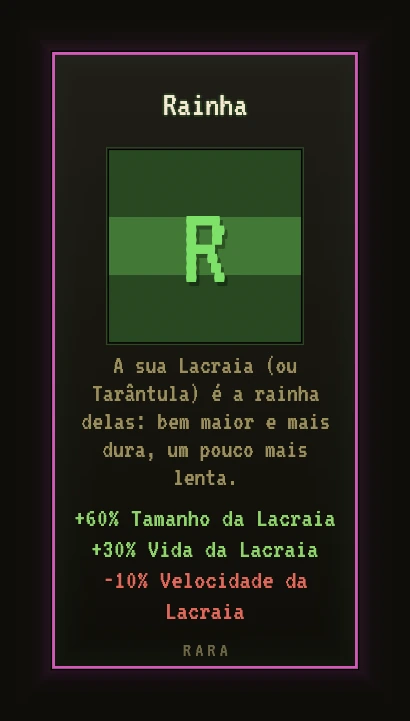 Rainha
R
A sua Lacraia (ou
Tarântula) é a rainha
delas: bem maior e mais
dura, um pouco mais
lenta.
+60% Tamanho da Lacraia
+30% Vida da Lacraia
-10% Velocidade da
Lacraia
RARA